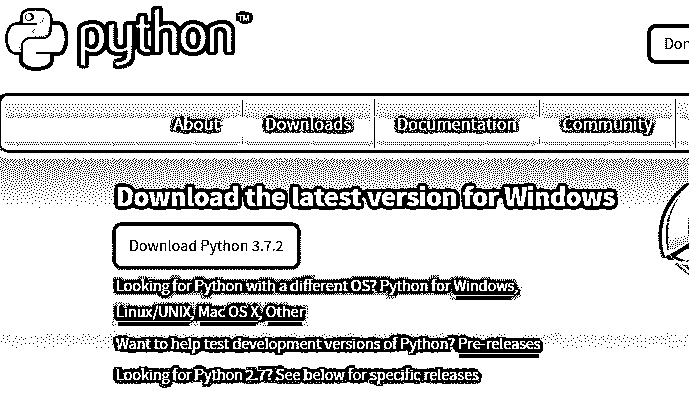 python™
Don
About Downloads Documentation Community
Download the latest version for Windows
Download Python 3.7.2
Looking for Python with a different OS? Python for Windows,
Linux/UNIX, Mac OS X, Other
Want to help test development versions of Python? Pre-releases
Looking for Python 2.7? See below for specific releases